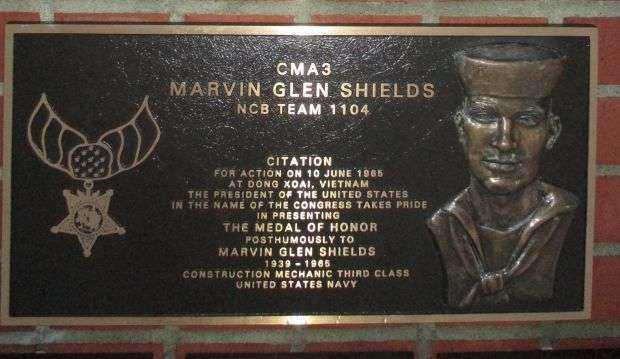 CMA3
MARVIN GLEN SHIELDS
NCB TEAM 1104
CITATION
FOR ACTION ON 10 JUNE 1965
AT DONG XOAI, VIETNAM
THE PRESIDENT OF THE UNITED STATES
IN THE NAME OF THE CONGRESS TAKES PRIDE
IN PRESENTING
THE MEDAL OF HONOR
POSTHUMOUSLY TO
MARVIN GLEN SHIELDS
1939 - 1965
CONSTRUCTION MECHANIC THIRD CLASS
UNITED STATES NAVY